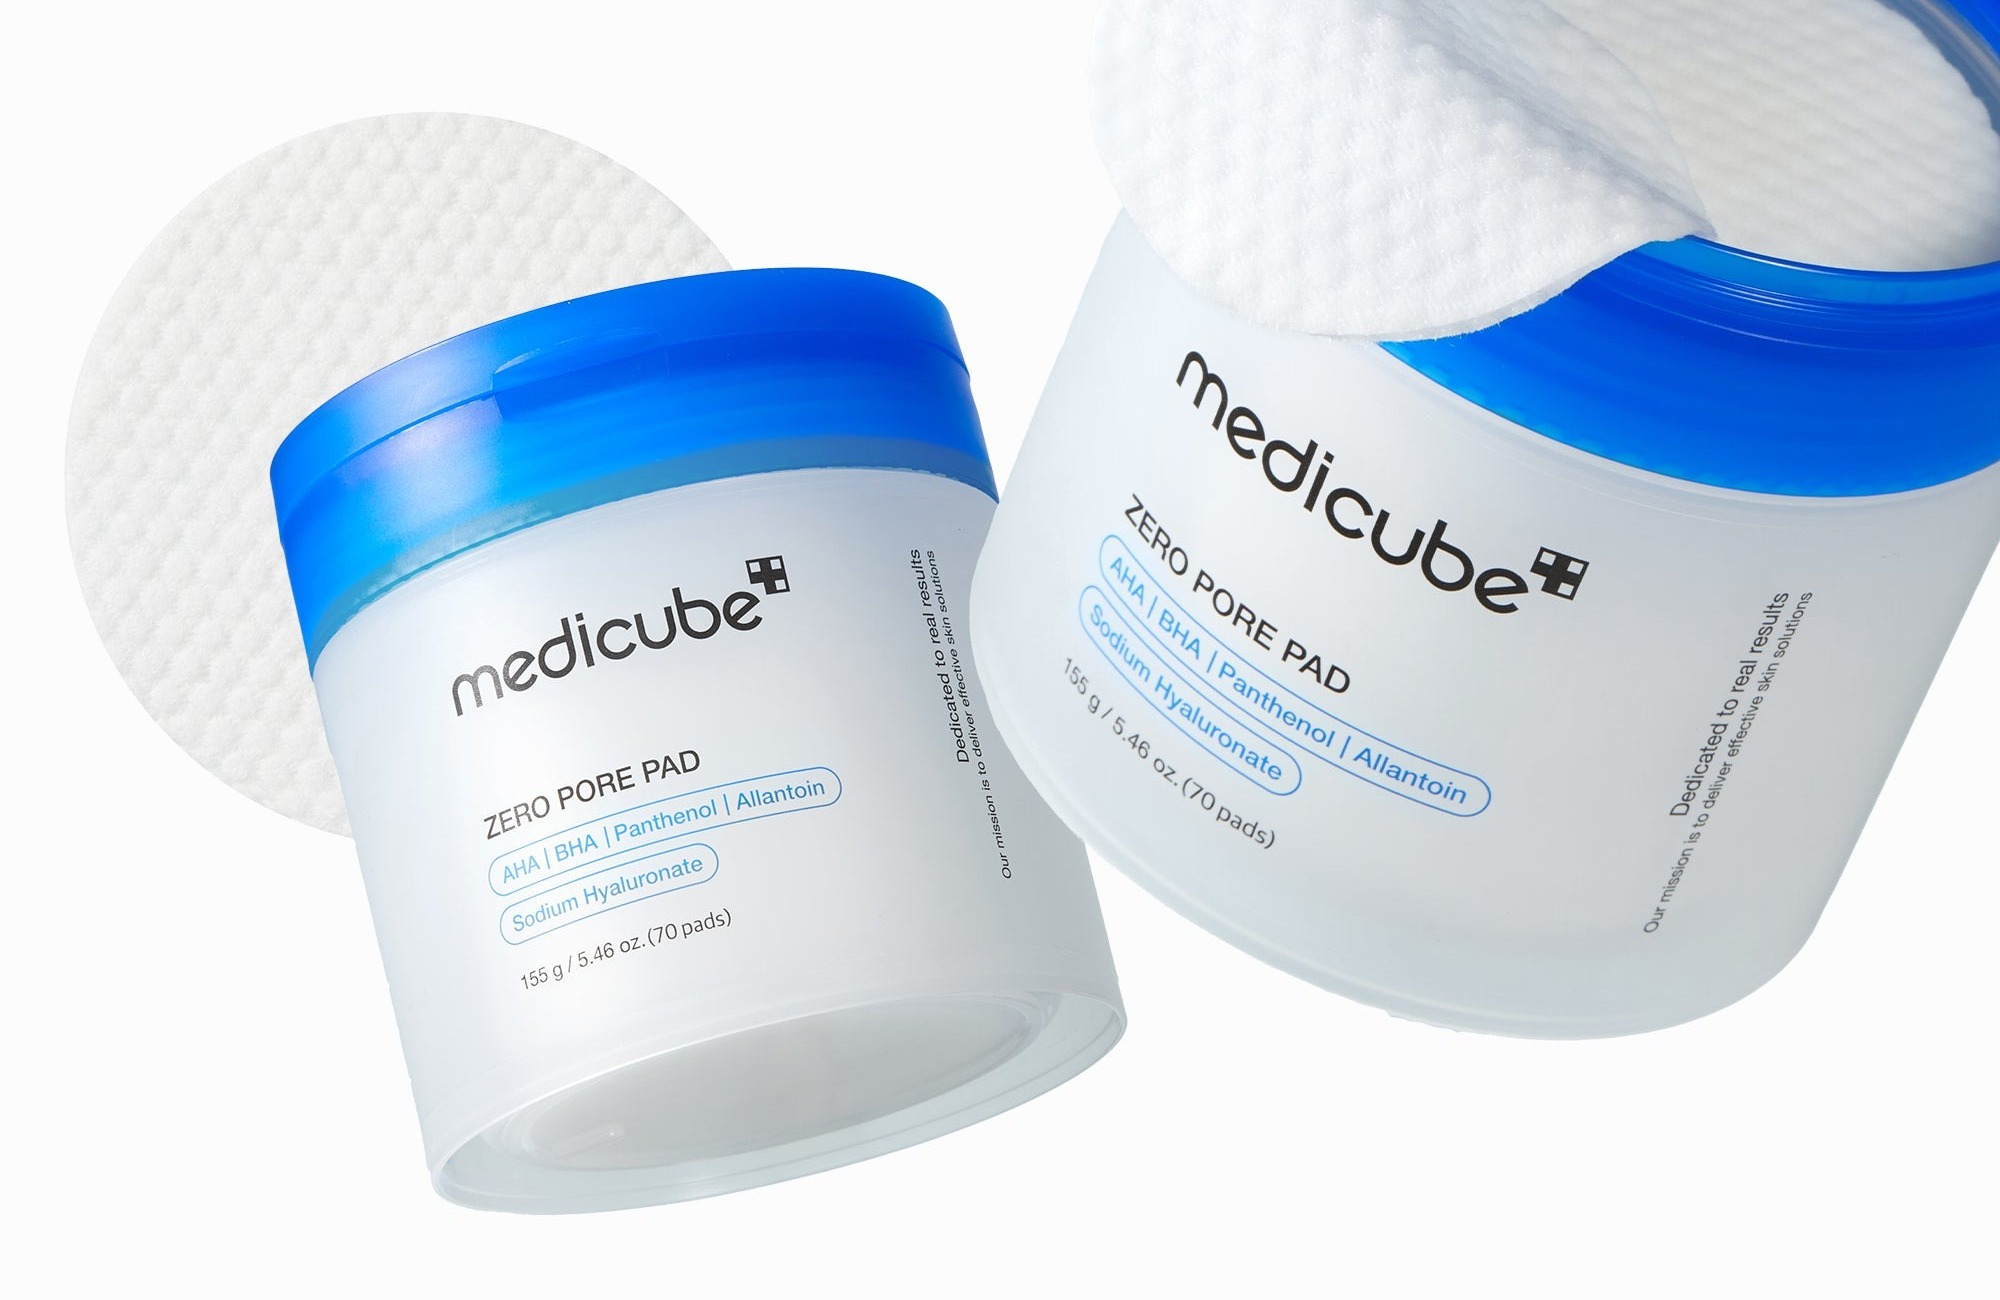 medicube
ZERO PORE PAD
AHA | BHA | Panthenol | Allantoin
Sodium Hyaluronate
155 g / 5.46 oz. (70 pads)
Dedicated to real results
Our mission is to deliver effective skin solutions
medicube
ZERO PORE PAD
AHA | BHA | Panthenol | Allantoin
Sodium Hyaluronate
155 g / 5.46 oz. (70 pads)
Dedicated to real results
Our mission is to deliver effective skin solutions